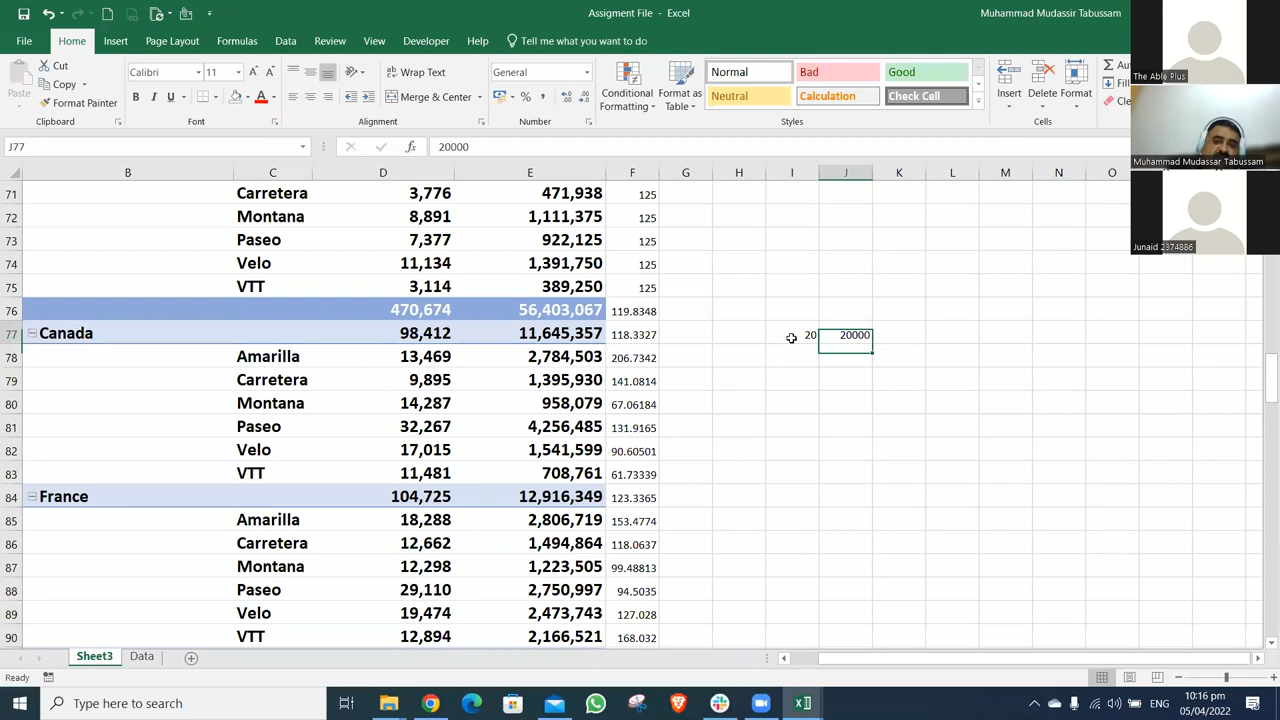 Assigment File - Excel
Muhammad Mudassir Tabussam
File Home Insert Page Layout Formulas Data Review View Developer Help Tell me what you want to do
Paste Cut
Copy
Format Painter
Clipboard
Calibri 11
B I U
Font
Wrap Text
Merge & Center
Alignment
General
% ,
Number
Conditional Formatting
Format as Table
Normal Bad Good
Neutral Calculation Check Cell
Styles
Insert Delete Format
Cells
Auto
Fill
Cle
The Able Plus
Muhammad Mudassar Tabussam
Junaid 2374886
J77 fx 20000
B C D E F G H I J K L M N O
71 Carretera 3,776 471,938 125
72 Montana 8,891 1,111,375 125
73 Paseo 7,377 922,125 125
74 Velo 11,134 1,391,750 125
75 VTT 3,114 389,250 125
76 470,674 56,403,067 119.8348
77 Canada 98,412 11,645,357 118.3327 20 20000
78 Amarilla 13,469 2,784,503 206.7342
79 Carretera 9,895 1,395,930 141.0814
80 Montana 14,287 958,079 67.06184
81 Paseo 32,267 4,256,485 131.9165
82 Velo 17,015 1,541,599 90.60501
83 VTT 11,481 708,761 61.73339
84 France 104,725 12,916,349 123.3365
85 Amarilla 18,288 2,806,719 153.4774
86 Carretera 12,662 1,494,864 118.0637
87 Montana 12,298 1,223,505 99.48813
88 Paseo 29,110 2,750,997 94.5035
89 Velo 19,474 2,473,743 127.028
90 VTT 12,894 2,166,521 168.032
Sheet3 Data
Ready
Type here to search
ENG
10:16 pm
05/04/2022